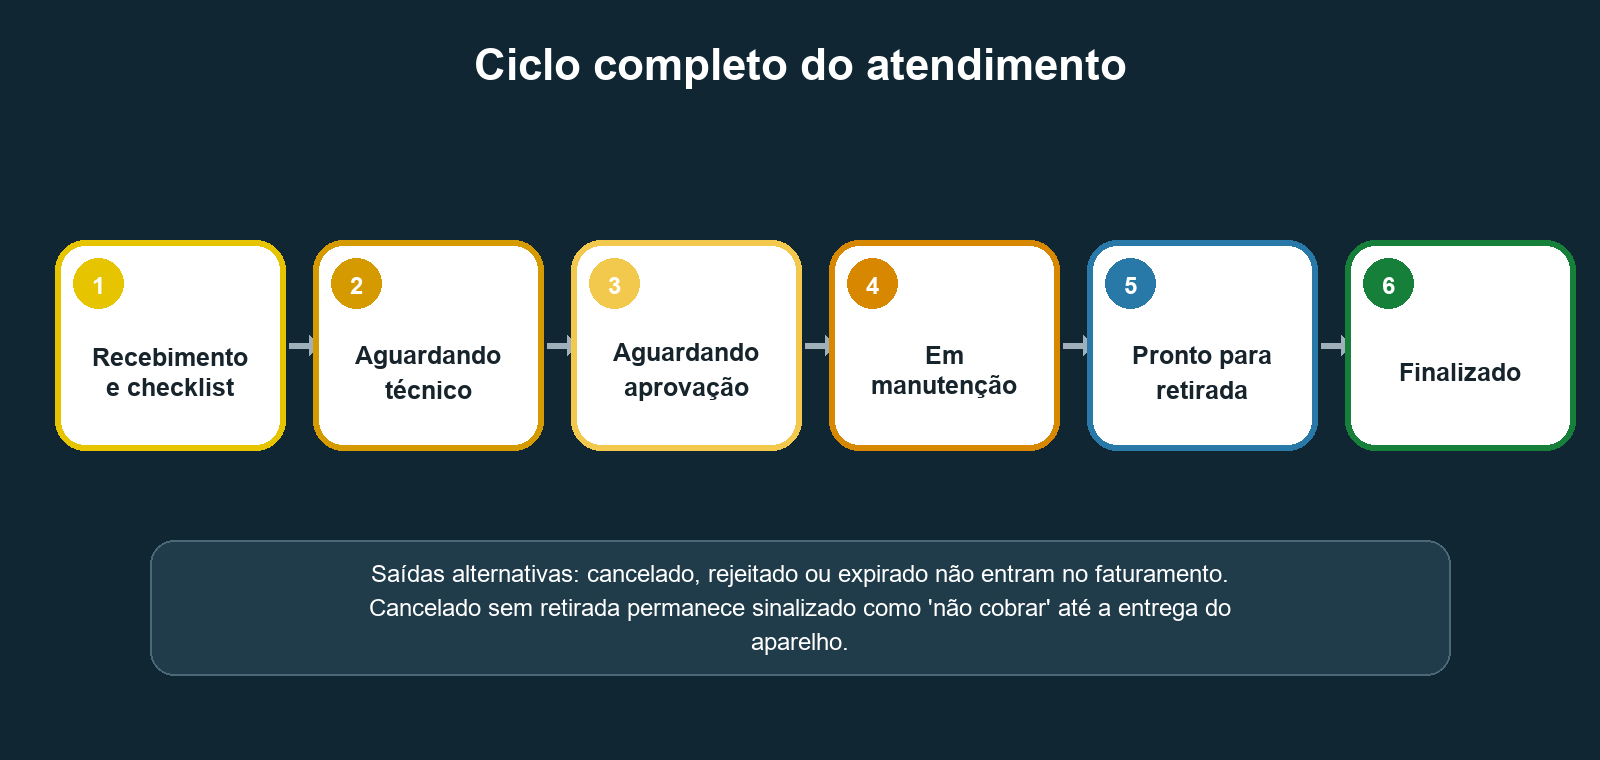 Ciclo completo do atendimento
1
Recebimento
e checklist
2
Aguardando
técnico
3
Aguardando
aprovação
4
Em
manutenção
5
Pronto para
retirada
6
Finalizado
Saídas alternativas: cancelado, rejeitado ou expirado não entram no faturamento.
Cancelado sem retirada permanece sinalizado como 'não cobrar' até a entrega do
aparelho.